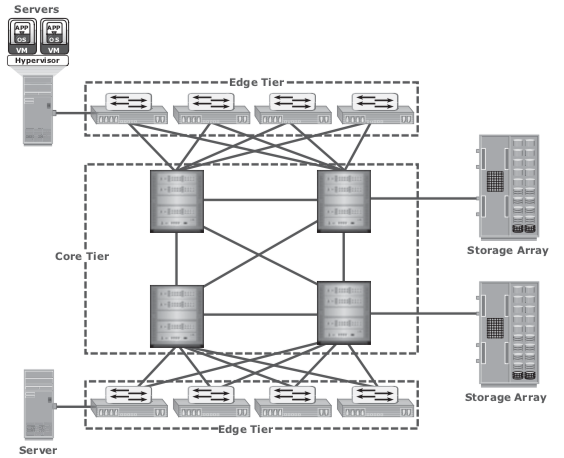 Servers
APP APP
OS OS
VM VM
Hypervisor
Edge Tier
Storage Array
Core Tier
Storage Array
Edge Tier
Server